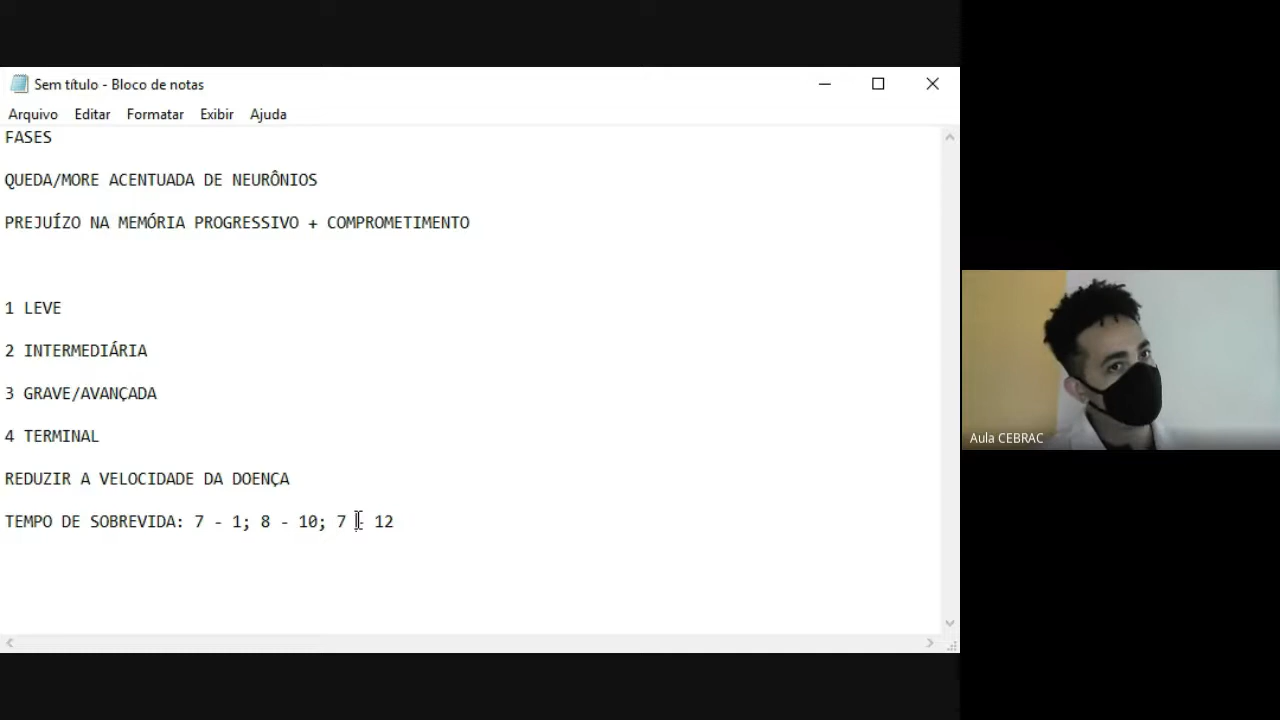 Sem título - Bloco de notas
Arquivo Editar Formatar Exibir Ajuda
FASES
QUEDA/MORE ACENTUADA DE NEURÔNIOS
PREJUÍZO NA MEMÓRIA PROGRESSIVO + COMPROMETIMENTO
1 LEVE
2 INTERMEDIÁRIA
3 GRAVE/AVANÇADA
4 TERMINAL
REDUZIR A VELOCIDADE DA DOENÇA
TEMPO DE SOBREVIDA: 7 - 1; 8 - 10; 7 - 12
Aula CEBRAC